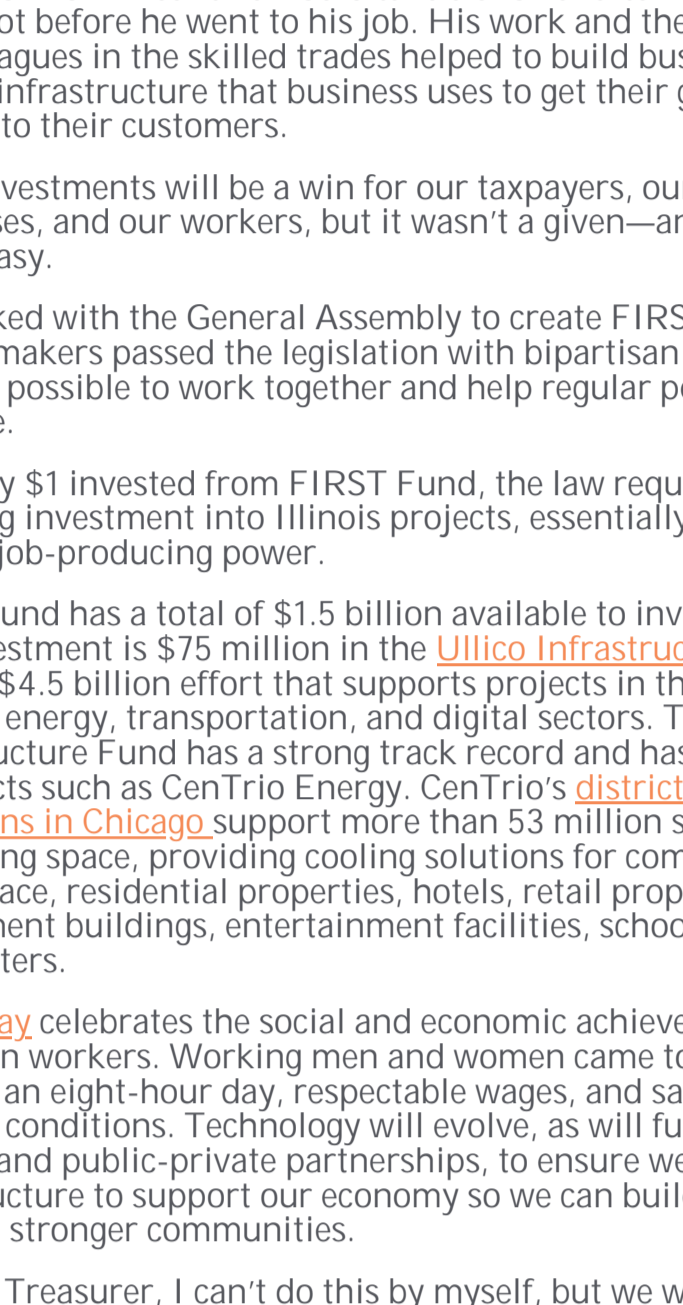 ot before he went to his job. His work and the
agues in the skilled trades helped to build bus
infrastructure that business uses to get their g
to their customers.
vestments will be a win for our taxpayers, our
ses, and our workers, but it wasn't a given—an
asy.
ked with the General Assembly to create FIRS
makers passed the legislation with bipartisan
possible to work together and help regular pe
e.
y $1 invested from FIRST Fund, the law requ
g investment into Illinois projects, essentially
job-producing power.
und has a total of $1.5 billion available to inv
estment is $75 million in the Ullico Infrastruc
$4.5 billion effort that supports projects in th
energy, transportation, and digital sectors. T
ucture Fund has a strong track record and has
cts such as CenTrio Energy. CenTrio's district
ns in Chicago support more than 53 million s
ng space, providing cooling solutions for com
ace, residential properties, hotels, retail prop
ment buildings, entertainment facilities, schoo
ters.
ay celebrates the social and economic achieve
n workers. Working men and women came to
an eight-hour day, respectable wages, and sa
conditions. Technology will evolve, as will fu
and public-private partnerships, to ensure we
ucture to support our economy so we can buil
stronger communities.
Treasurer, I can't do this by myself, but we w